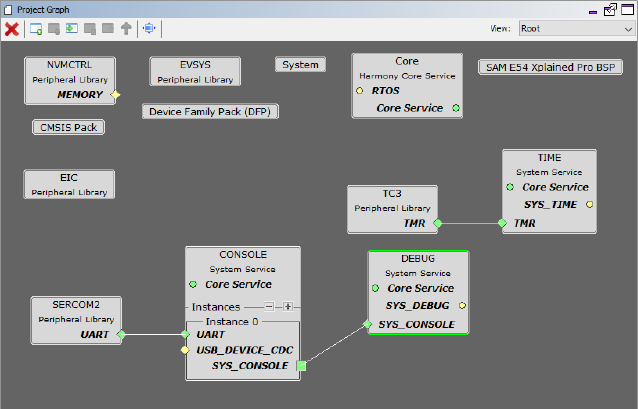 Project Graph
View: Root
NVMCTRL
Peripheral Library
MEMORY
EVSYS
Peripheral Library
System
Core
Harmony Core Service
RTOS
Core Service
SAM E54 Xplained Pro BSP
Device Family Pack (DFP)
CMSIS Pack
EIC
Peripheral Library
TIME
System Service
Core Service
SYS_TIME
TMR
TC3
Peripheral Library
TMR
CONSOLE
System Service
Core Service
Instances
Instance 0
UART
USB_DEVICE_CDC
SYS_CONSOLE
DEBUG
System Service
Core Service
SYS_DEBUG
SYS_CONSOLE
SERCOM2
Peripheral Library
UART